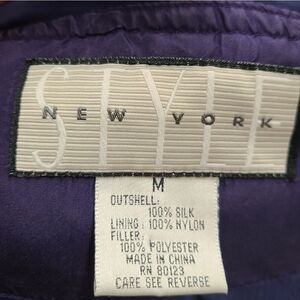 STYLE
NEW YORK
M
OUTSHELL:
100% SILK
LINING: 100% NYLON
FILLER:
100% POLYESTER
MADE IN CHINA
RN 80123
CARE SEE REVERSE